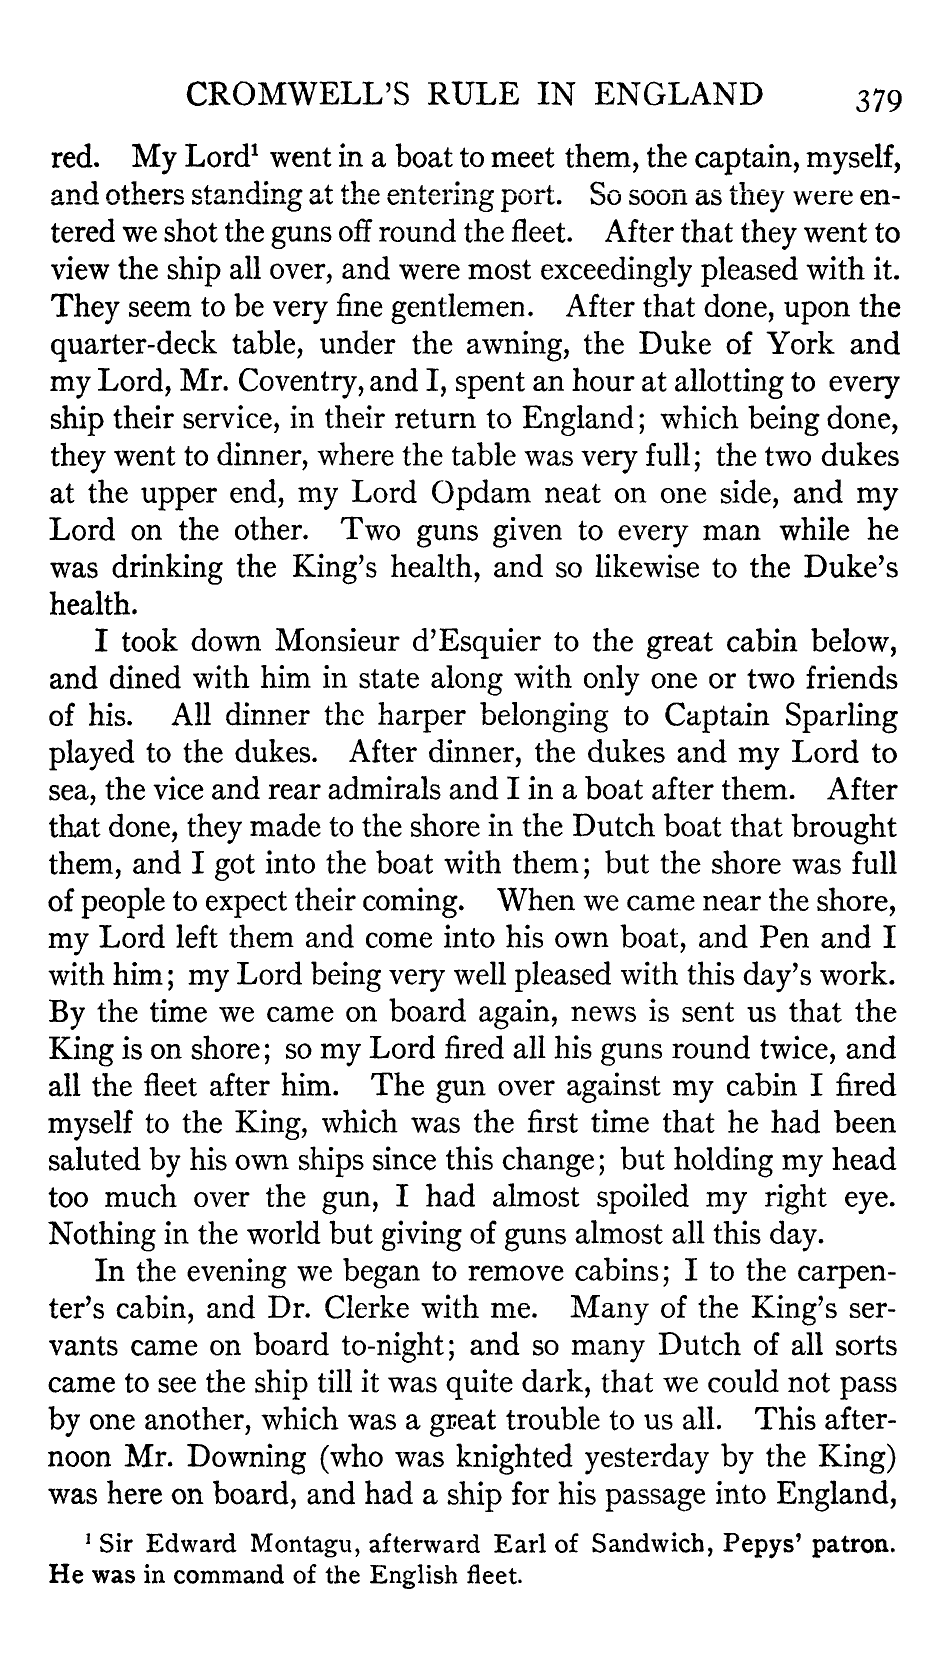 CROMWELL'S RULE IN ENGLAND 379
red. My Lord¹ went in a boat to meet them, the captain, myself,
and others standing at the entering port. So soon as they were en-
tered we shot the guns off round the fleet. After that they went to
view the ship all over, and were most exceedingly pleased with it.
They seem to be very fine gentlemen. After that done, upon the
quarter-deck table, under the awning, the Duke of York and
my Lord, Mr. Coventry, and I, spent an hour at allotting to every
ship their service, in their return to England; which being done,
they went to dinner, where the table was very full; the two dukes
at the upper end, my Lord Opdam neat on one side, and my
Lord on the other. Two guns given to every man while he
was drinking the King's health, and so likewise to the Duke's
health.
I took down Monsieur d'Esquier to the great cabin below,
and dined with him in state along with only one or two friends
of his. All dinner the harper belonging to Captain Sparling
played to the dukes. After dinner, the dukes and my Lord to
sea, the vice and rear admirals and I in a boat after them. After
that done, they made to the shore in the Dutch boat that brought
them, and I got into the boat with them; but the shore was full
of people to expect their coming. When we came near the shore,
my Lord left them and come into his own boat, and Pen and I
with him; my Lord being very well pleased with this day's work.
By the time we came on board again, news is sent us that the
King is on shore; so my Lord fired all his guns round twice, and
all the fleet after him. The gun over against my cabin I fired
myself to the King, which was the first time that he had been
saluted by his own ships since this change; but holding my head
too much over the gun, I had almost spoiled my right eye.
Nothing in the world but giving of guns almost all this day.
In the evening we began to remove cabins; I to the carpen-
ter's cabin, and Dr. Clerke with me. Many of the King's ser-
vants came on board to-night; and so many Dutch of all sorts
came to see the ship till it was quite dark, that we could not pass
by one another, which was a great trouble to us all. This after-
noon Mr. Downing (who was knighted yesterday by the King)
was here on board, and had a ship for his passage into England,
¹ Sir Edward Montagu, afterward Earl of Sandwich, Pepys' patron.
He was in command of the English fleet.